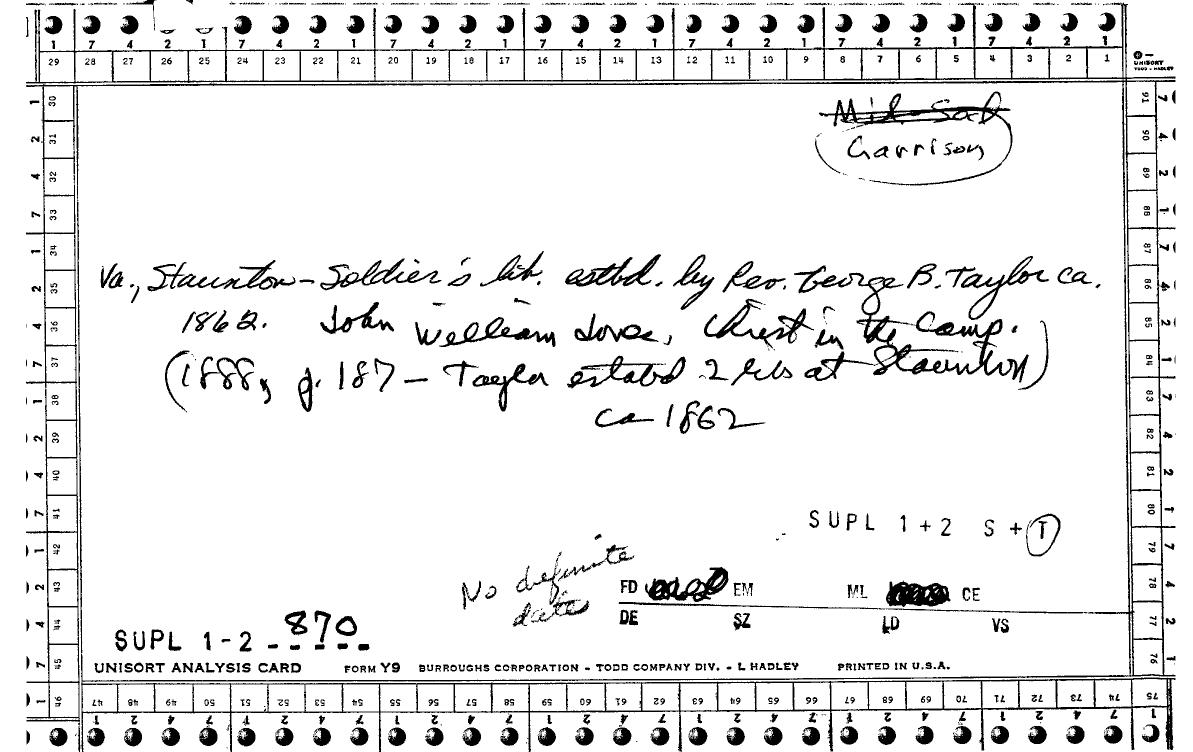 1 7 4 2 1 7 4 2 1 7 4 2 1 7 4 2 1 7 4 2 1 7 4 2 1 7 4 2 1
29 28 27 26 25 24 23 22 21 20 19 18 17 16 15 14 13 12 11 10 9 8 7 6 5 4 3 2 1
UNISORT
TODD - HADLEY
Mil-Sol
Garrison
Va., Staunton - Soldier's lib. estbd. by Rev. George B. Taylor ca.
1862. John William Jones, Christ in the Camp.
(1888, p. 187 - Taylor estabd 2 libs at Staunton)
ca 1862
SUPL 1+2 S + T
No definite
date
FD EM ML CE
DE SZ LD VS
SUPL 1-2 870
UNISORT ANALYSIS CARD FORM Y9 BURROUGHS CORPORATION - TODD COMPANY DIV. - L HADLEY PRINTED IN U.S.A.
1 30
2 31
4 32
7 33
1 34
2 35
4 36
7 37
1 38
2 39
4 40
7 41
1 42
2 43
4 44
7 45
1 46
91 7
90 4
89 2
88 1
87 7
86 4
85 2
84 1
83 7
82 4
81 2
80 1
79 7
78 4
77 2
76 1
47 48 49 50 51 52 53 54 55 56 57 58 59 60 61 62 63 64 65 66 67 68 69 70 71 72 73 74 75
1 2 4 7 1 2 4 7 1 2 4 7 1 2 4 7 1 2 4 7 1 2 4 7 1 2 4 7 1